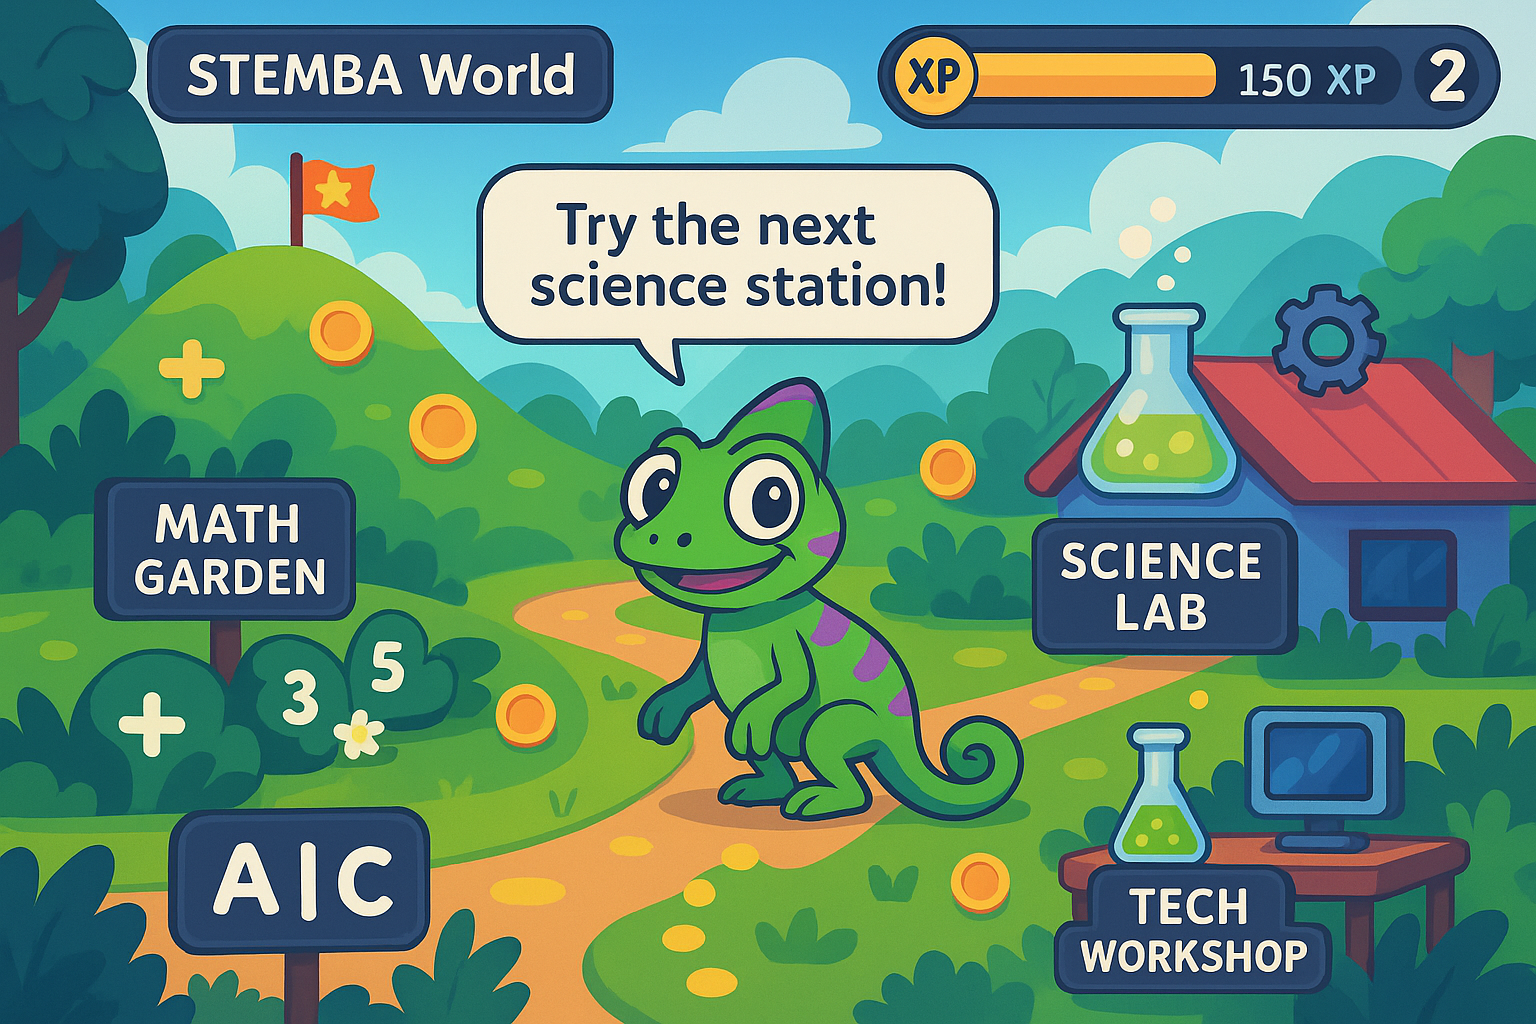 STEMBA World
XP 150 XP 2
Try the next
science station!
MATH
GARDEN
SCIENCE
LAB
+ 3 5
A|C
TECH
WORKSHOP